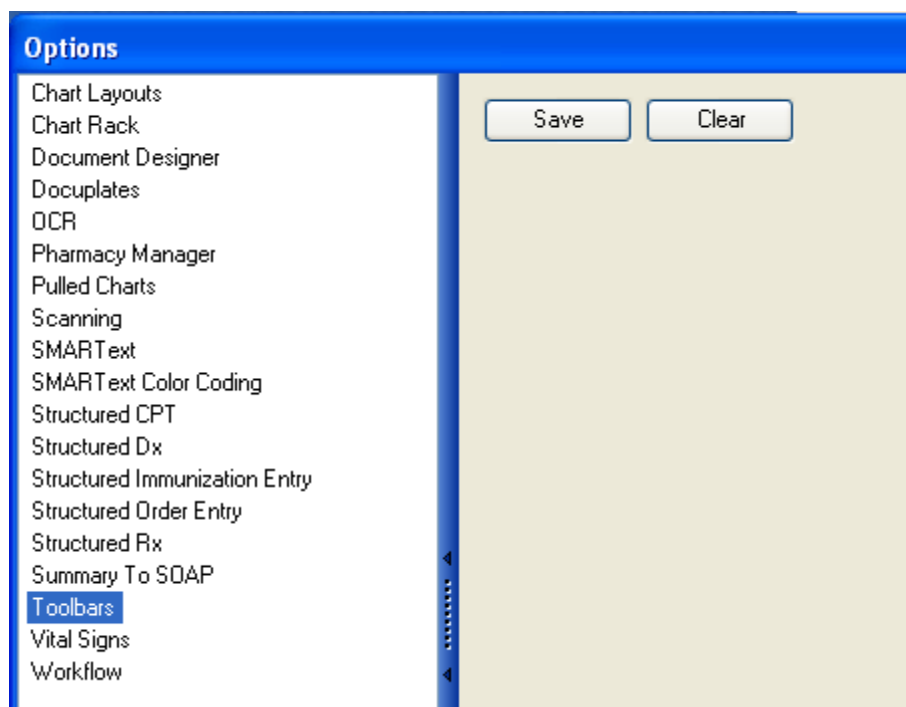 Options
Chart Layouts
Chart Rack
Document Designer
Docuplates
OCR
Pharmacy Manager
Pulled Charts
Scanning
SMARText
SMARText Color Coding
Structured CPT
Structured Dx
Structured Immunization Entry
Structured Order Entry
Structured Rx
Summary To SOAP
Toolbars
Vital Signs
Workflow
Save Clear